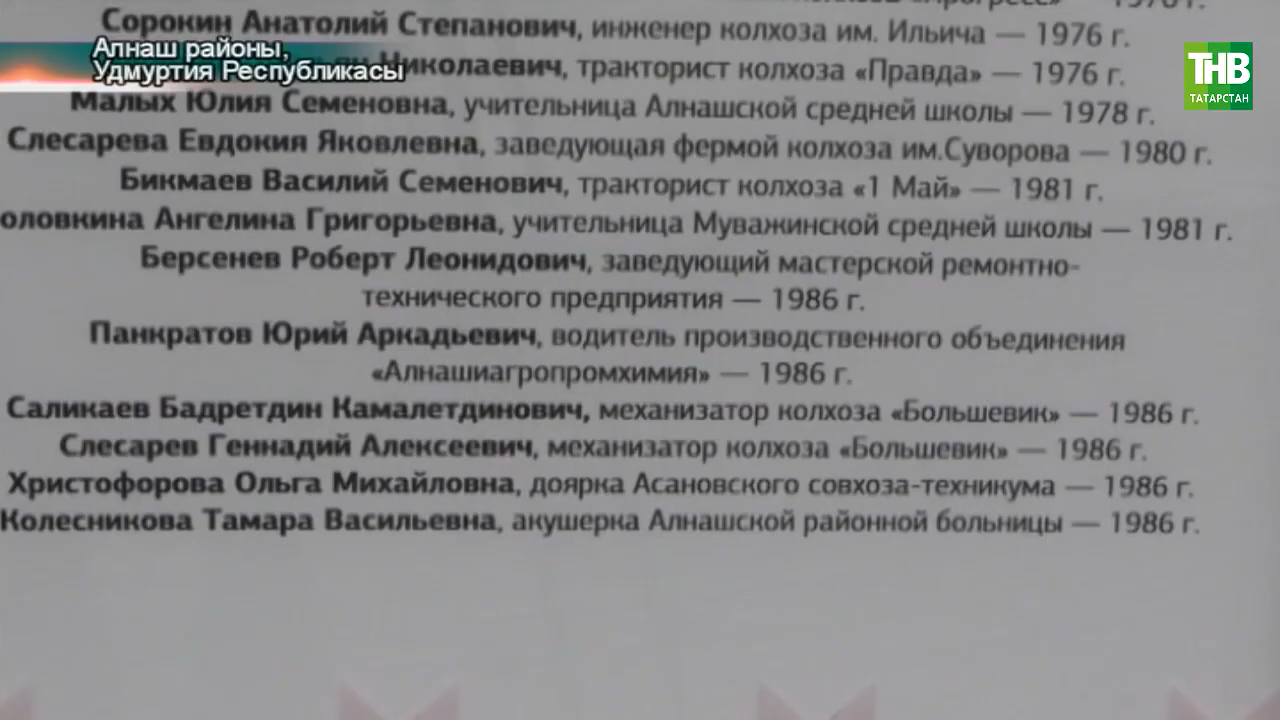 Сорокин Анатолий Степанович, инженер колхоза им. Ильича — 1976 г.
Алнаш районы,
Удмуртия Республикасы
Николаевич, тракторист колхоза «Правда» — 1976 г.
ТНВ
ТАТАРСТАН
Малых Юлия Семеновна, учительница Алнашской средней школы — 1978 г.
Слесарева Евдокия Яковлевна, заведующая фермой колхоза им.Суворова — 1980 г.
Бикмаев Василий Семенович, тракторист колхоза «1 Май» — 1981 г.
оловкина Ангелина Григорьевна, учительница Муважинской средней школы — 1981 г.
Берсенев Роберт Леонидович, заведующий мастерской ремонтно-
технического предприятия — 1986 г.
Панкратов Юрий Аркадьевич, водитель производственного объединения
«Алнашиагропромхимия» — 1986 г.
Саликаев Бадретдин Камалетдинович, механизатор колхоза «Большевик» — 1986 г.
Слесарев Геннадий Алексеевич, механизатор колхоза «Большевик» — 1986 г.
Христофорова Ольга Михайловна, доярка Асановского совхоза-техникума — 1986 г.
Колесникова Тамара Васильевна, акушерка Алнашской районной больницы — 1986 г.